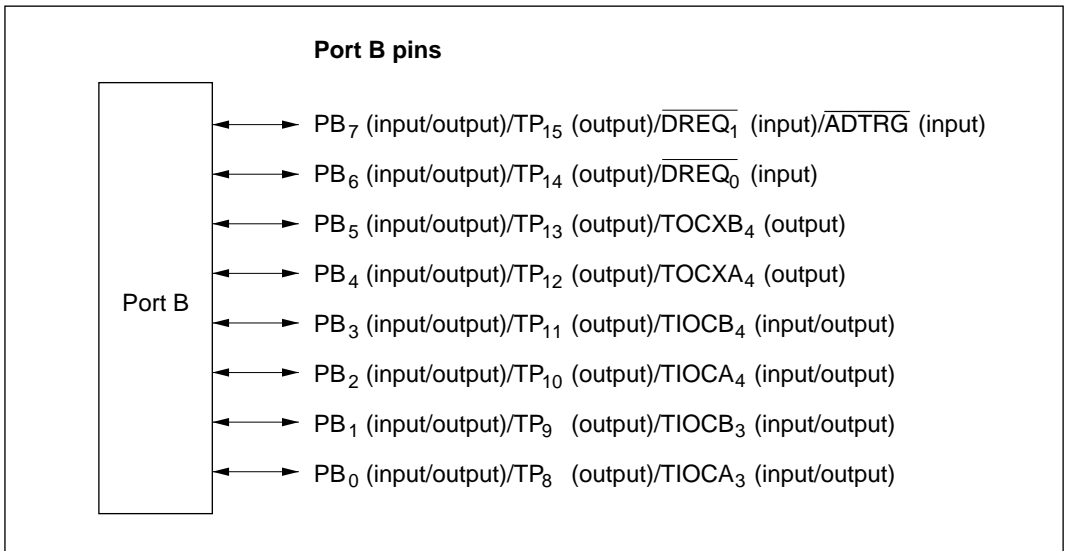 Port B pins
PB₇ (input/output)/TP₁₅ (output)/D̅R̅E̅Q̅₁̅ (input)/A̅D̅T̅R̅G̅ (input)
PB₆ (input/output)/TP₁₄ (output)/D̅R̅E̅Q̅₀̅ (input)
PB₅ (input/output)/TP₁₃ (output)/TOCXB₄ (output)
PB₄ (input/output)/TP₁₂ (output)/TOCXA₄ (output)
Port B
PB₃ (input/output)/TP₁₁ (output)/TIOCB₄ (input/output)
PB₂ (input/output)/TP₁₀ (output)/TIOCA₄ (input/output)
PB₁ (input/output)/TP₉ (output)/TIOCB₃ (input/output)
PB₀ (input/output)/TP₈ (output)/TIOCA₃ (input/output)